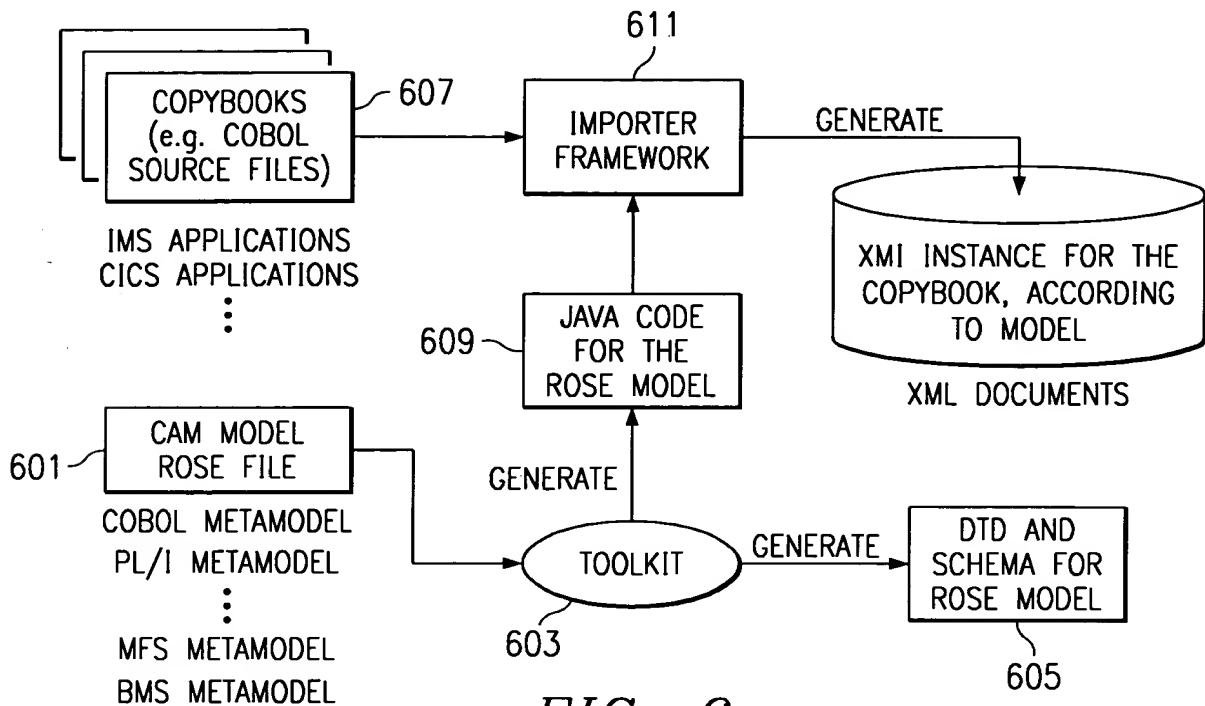 611
COPYBOOKS
(e.g. COBOL
SOURCE FILES)
607
IMPORTER
FRAMEWORK
GENERATE
IMS APPLICATIONS
CICS APPLICATIONS
XMI INSTANCE FOR THE
COPYBOOK, ACCORDING
TO MODEL
XML DOCUMENTS
609
JAVA CODE
FOR THE
ROSE MODEL
601
CAM MODEL
ROSE FILE
GENERATE
COBOL METAMODEL
PL/I METAMODEL
MFS METAMODEL
BMS METAMODEL
TOOLKIT
603
GENERATE
DTD AND
SCHEMA FOR
ROSE MODEL
605